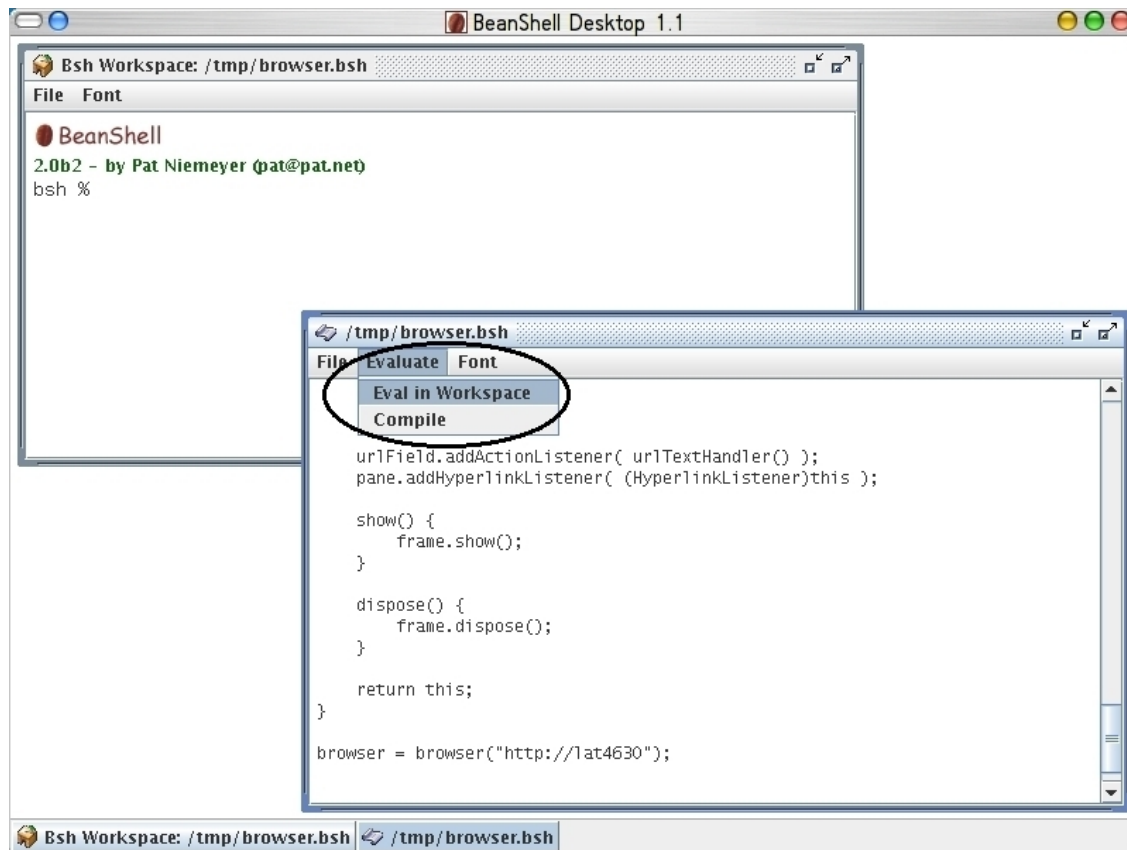 BeanShell Desktop 1.1
Bsh Workspace: /tmp/browser.bsh
File Font
BeanShell
2.0b2 - by Pat Niemeyer (pat@pat.net)
bsh %
/tmp/browser.bsh
File Evaluate Font
Eval in Workspace
Compile
urlField.addActionListener( urlTextHandler() );
pane.addHyperlinkListener( (HyperlinkListener)this );
show() {
frame.show();
}
dispose() {
frame.dispose();
}
return this;
}
browser = browser("http://lat4630");
Bsh Workspace: /tmp/browser.bsh
/tmp/browser.bsh